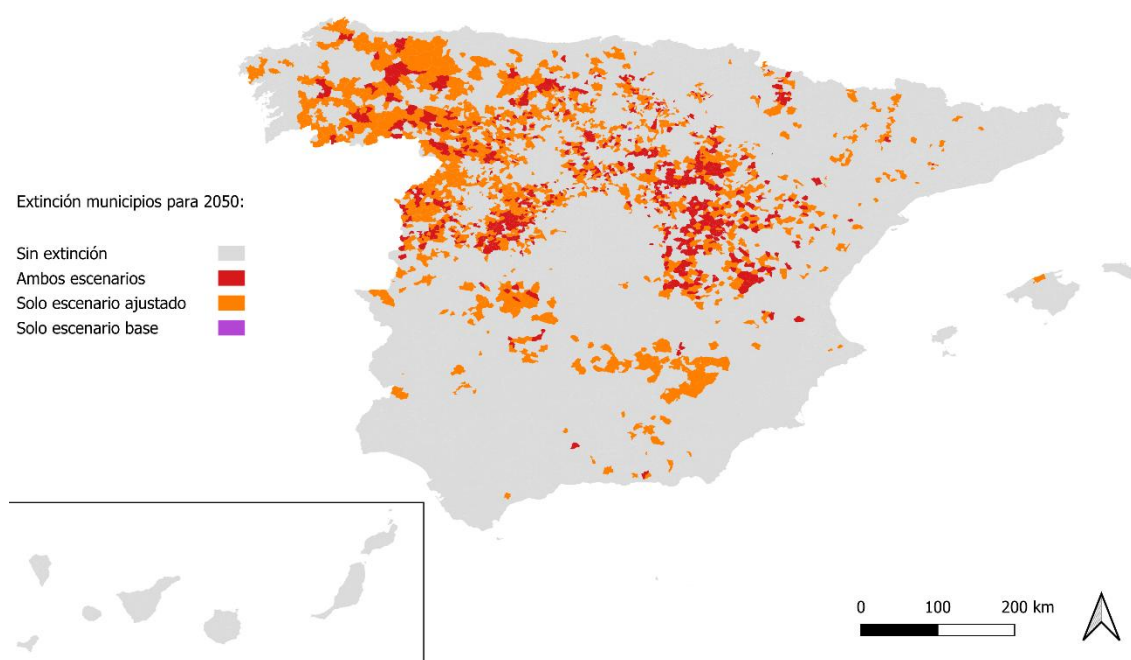 Extinción municipios para 2050:
Sin extinción
Ambos escenarios
Solo escenario ajustado
Solo escenario base
0 100 200 km